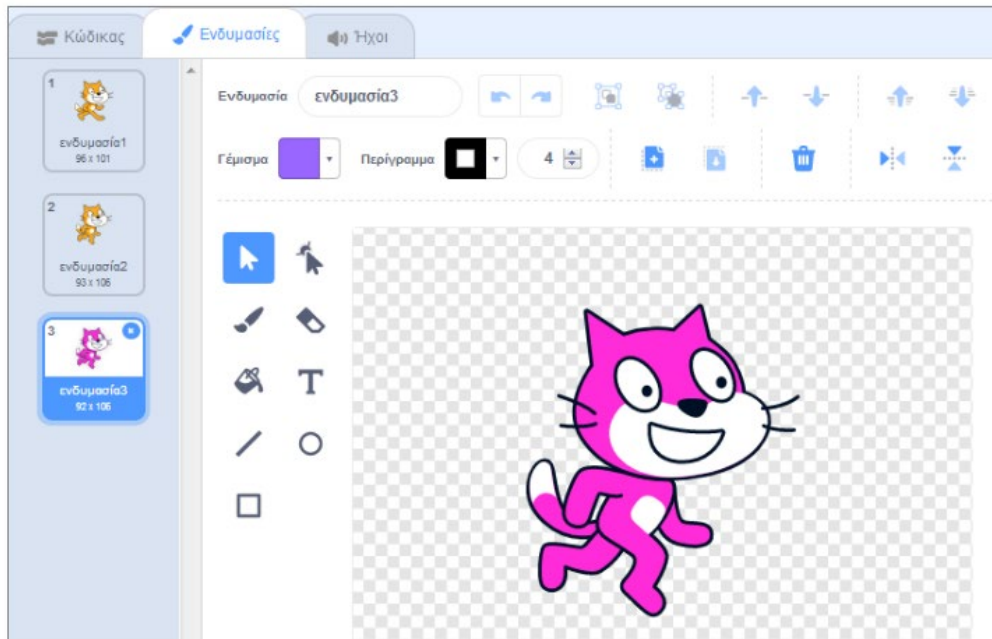 Κώδικας Ενδυμασίες Ήχοι
1
ενδυμασία1
96 x 101
2
ενδυμασία2
93 x 106
3
ενδυμασία3
92 x 106
Ενδυμασία ενδυμασία3
Γέμισμα Περίγραμμα 4
T